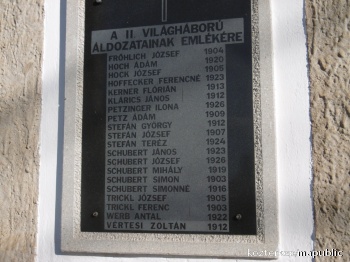 A II. VILÁGHÁBORÚ
ÁLDOZATAINAK EMLÉKÉRE
FRÖHLICH JÓZSEF 1904
HOCH ÁDÁM 1920
HOCK JÓZSEF 1905
HOFFECKER FERENCNÉ 1923
KERNER FLÓRIÁN 1913
KLÁRICS JÁNOS 1912
PETZINGER ILONA 1926
PETZ ÁDÁM 1909
STEFÁN GYÖRGY 1912
STEFÁN JÓZSEF 1907
STEFÁN TERÉZ 1924
SCHUBERT JÁNOS 1923
SCHUBERT JÓZSEF 1926
SCHUBERT MIHÁLY 1919
SCHUBERT SIMON 1903
SCHUBERT SIMONNÉ 1916
TRICKL JÓZSEF 1905
TRICKL FERENC 1903
WERB ANTAL 1922
VÉRTESI ZOLTÁN 1912